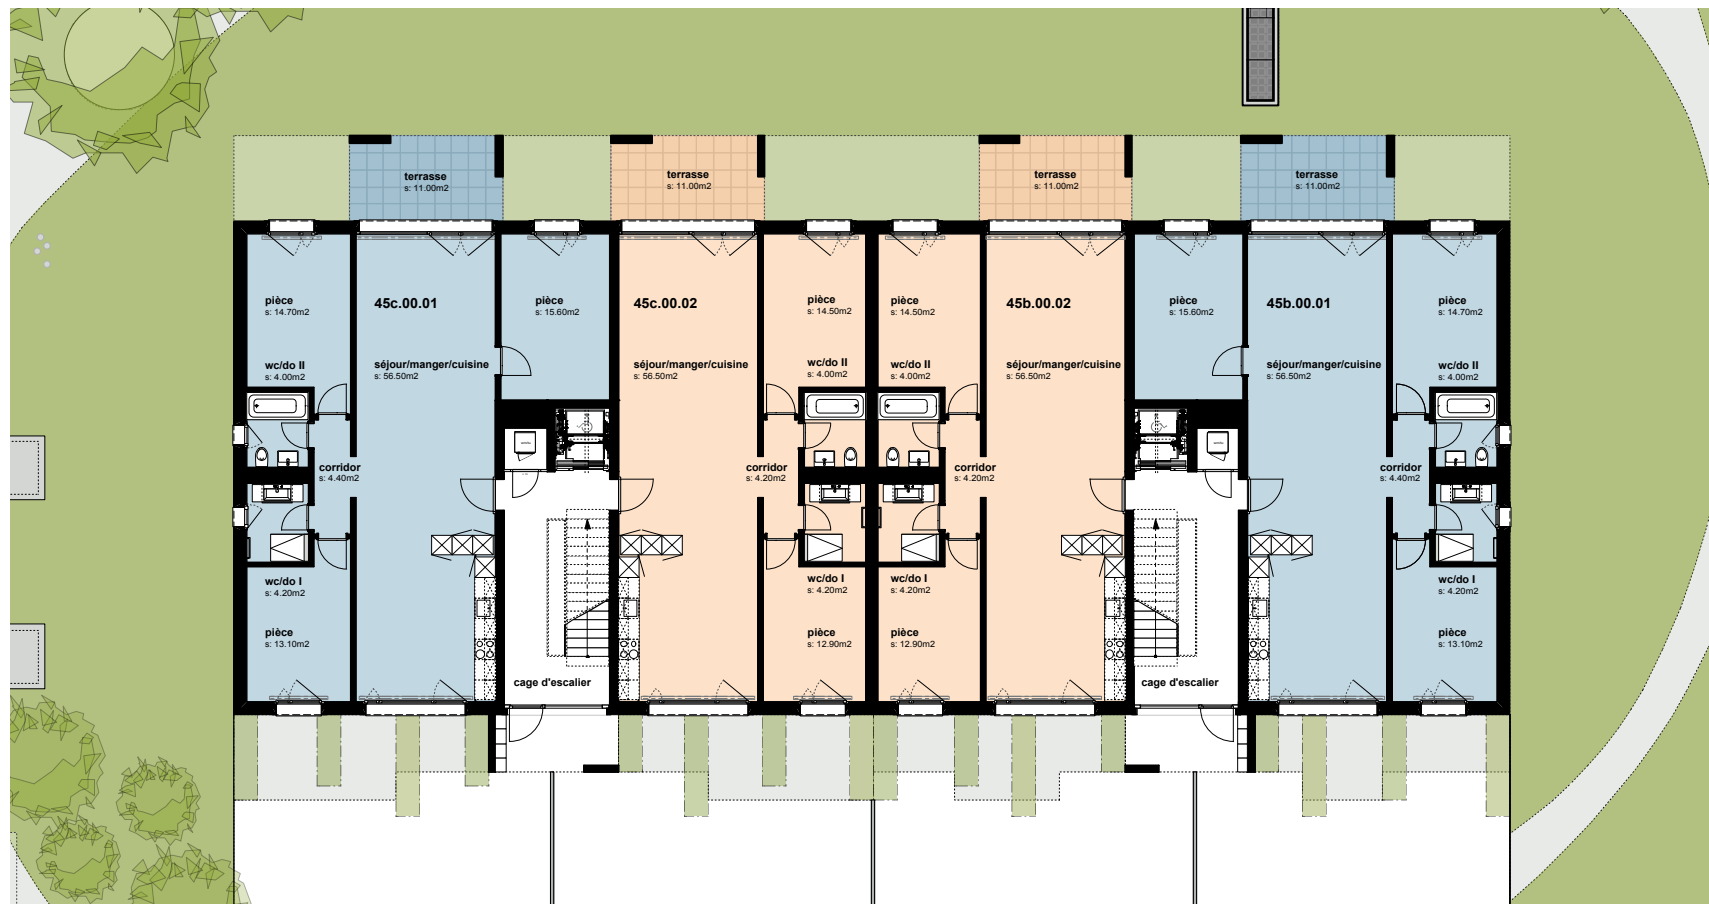 terrasse
s: 11.00m2
terrasse
s: 11.00m2
terrasse
s: 11.00m2
terrasse
s: 11.00m2
pièce
s: 14.70m2
45c.00.01
pièce
s: 15.60m2
45c.00.02
pièce
s: 14.50m2
pièce
s: 14.50m2
45b.00.02
pièce
s: 15.60m2
45b.00.01
pièce
s: 14.70m2
wc/do II
s: 4.00m2
séjour/manger/cuisine
s: 56.50m2
séjour/manger/cuisine
s: 56.50m2
wc/do II
s: 4.00m2
wc/do II
s: 4.00m2
séjour/manger/cuisine
s: 56.50m2
séjour/manger/cuisine
s: 56.50m2
wc/do II
s: 4.00m2
corridor
s: 4.40m2
corridor
s: 4.20m2
corridor
s: 4.20m2
corridor
s: 4.40m2
wc/do I
s: 4.20m2
wc/do I
s: 4.20m2
wc/do I
s: 4.20m2
wc/do I
s: 4.20m2
pièce
s: 13.10m2
pièce
s: 12.90m2
pièce
s: 12.90m2
pièce
s: 13.10m2
cage d'escalier
cage d'escalier